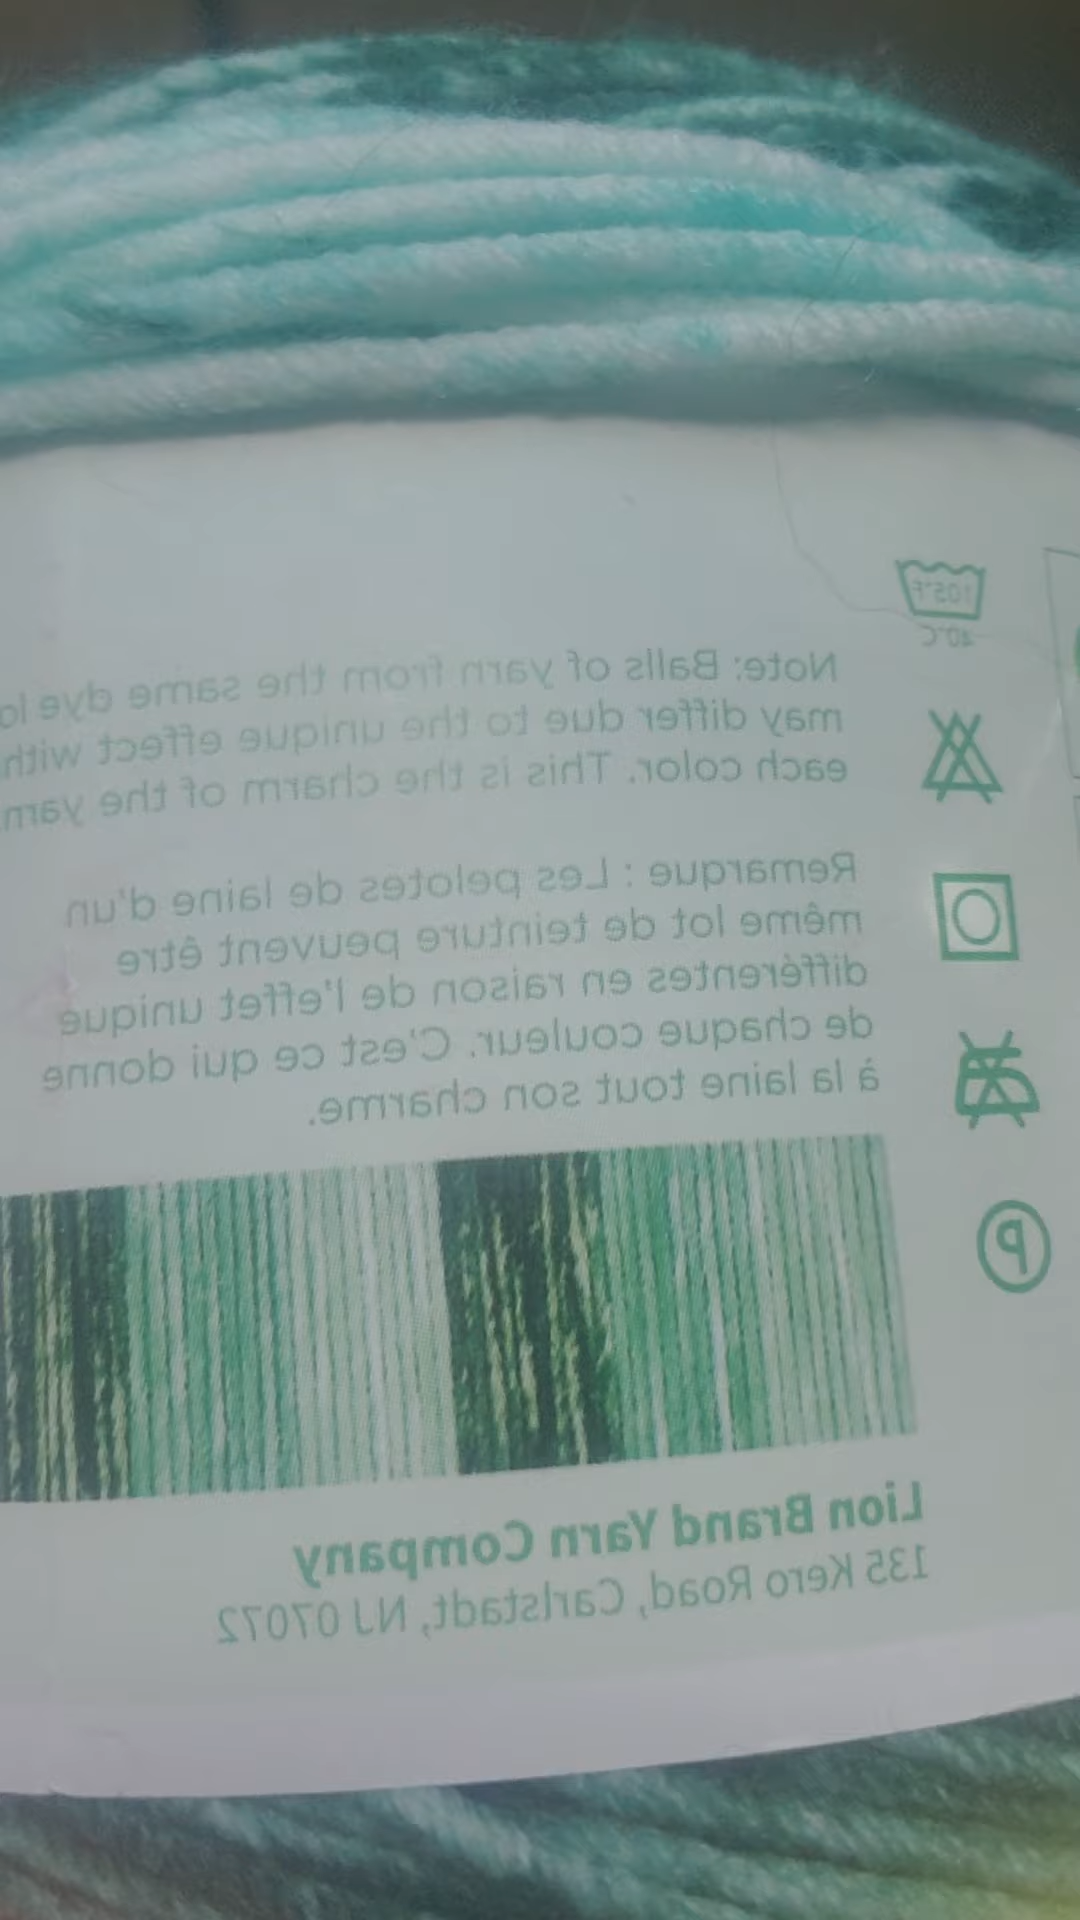 105°F
40°C
Note: Balls of yarn from the same dye lo
may differ due to the unique effect with
each color. This is the charm of the yarn
Remarque : Les pelotes de laine d'un
même lot de teinture peuvent être
différentes en raison de l'effet unique
de chaque couleur. C'est ce qui donne
à la laine tout son charme.
P
Lion Brand Yarn Company
135 Kero Road, Carlstadt, NJ 07072